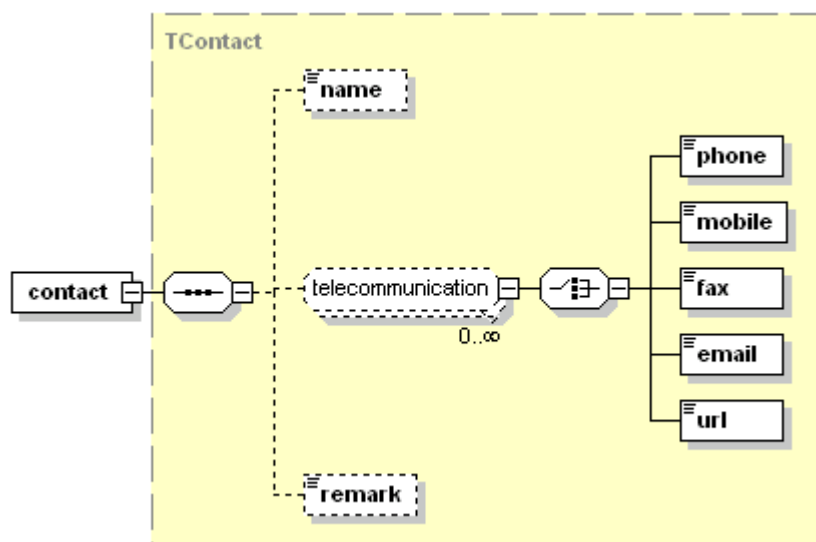 TContact
name
phone
mobile
contact
telecommunication
fax
0..∞
email
url
remark